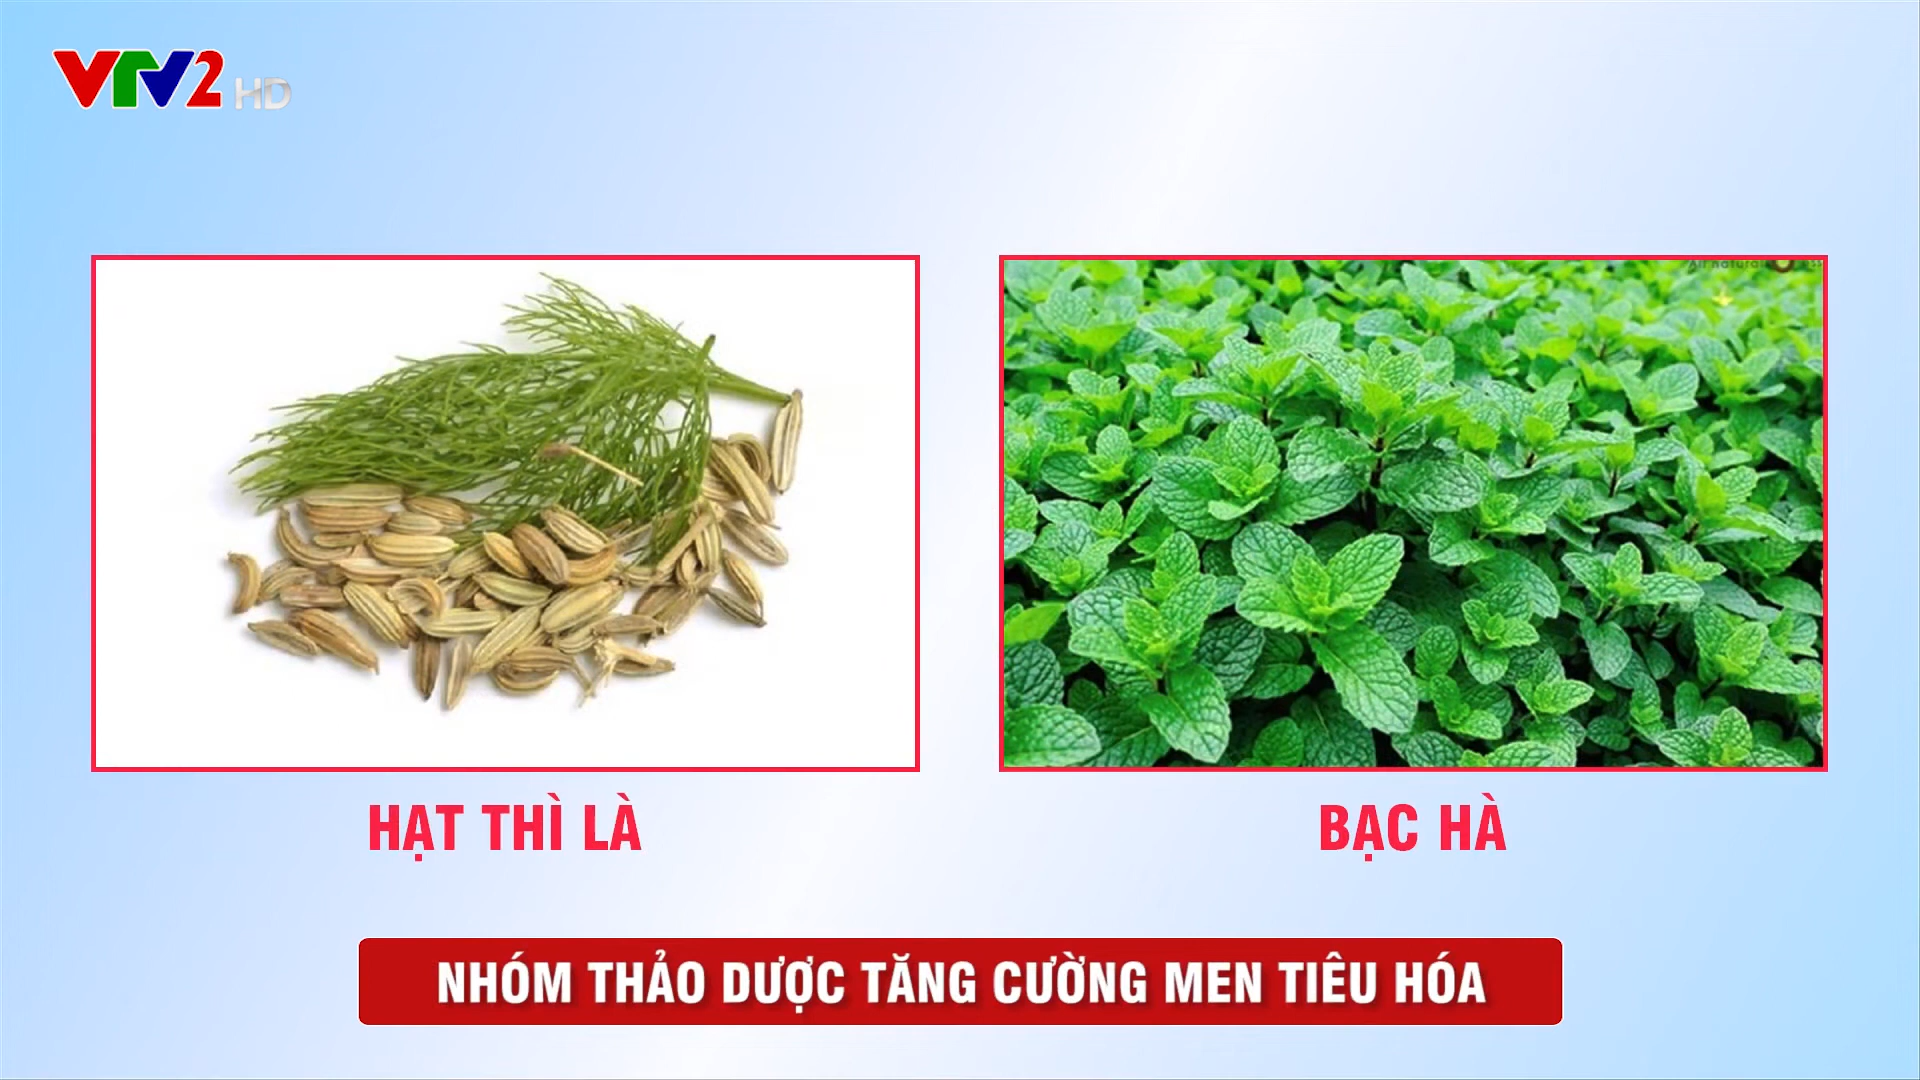 VTV2 HD
HẠT THÌ LÀ
BẠC HÀ
NHÓM THẢO DƯỢC TĂNG CƯỜNG MEN TIÊU HÓA